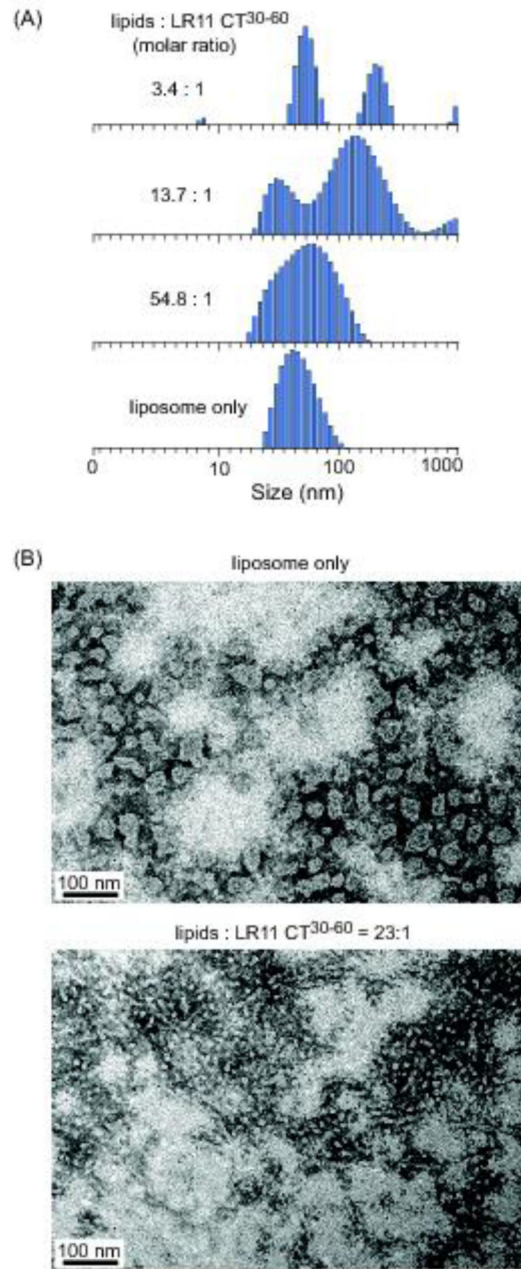 (A)
lipids : LR11 CT30-60
(molar ratio)
3.4 : 1
13.7 : 1
54.8 : 1
liposome only
0 10 100 1000
Size (nm)
(B)
liposome only
100 nm
lipids : LR11 CT30-60 = 23:1
100 nm